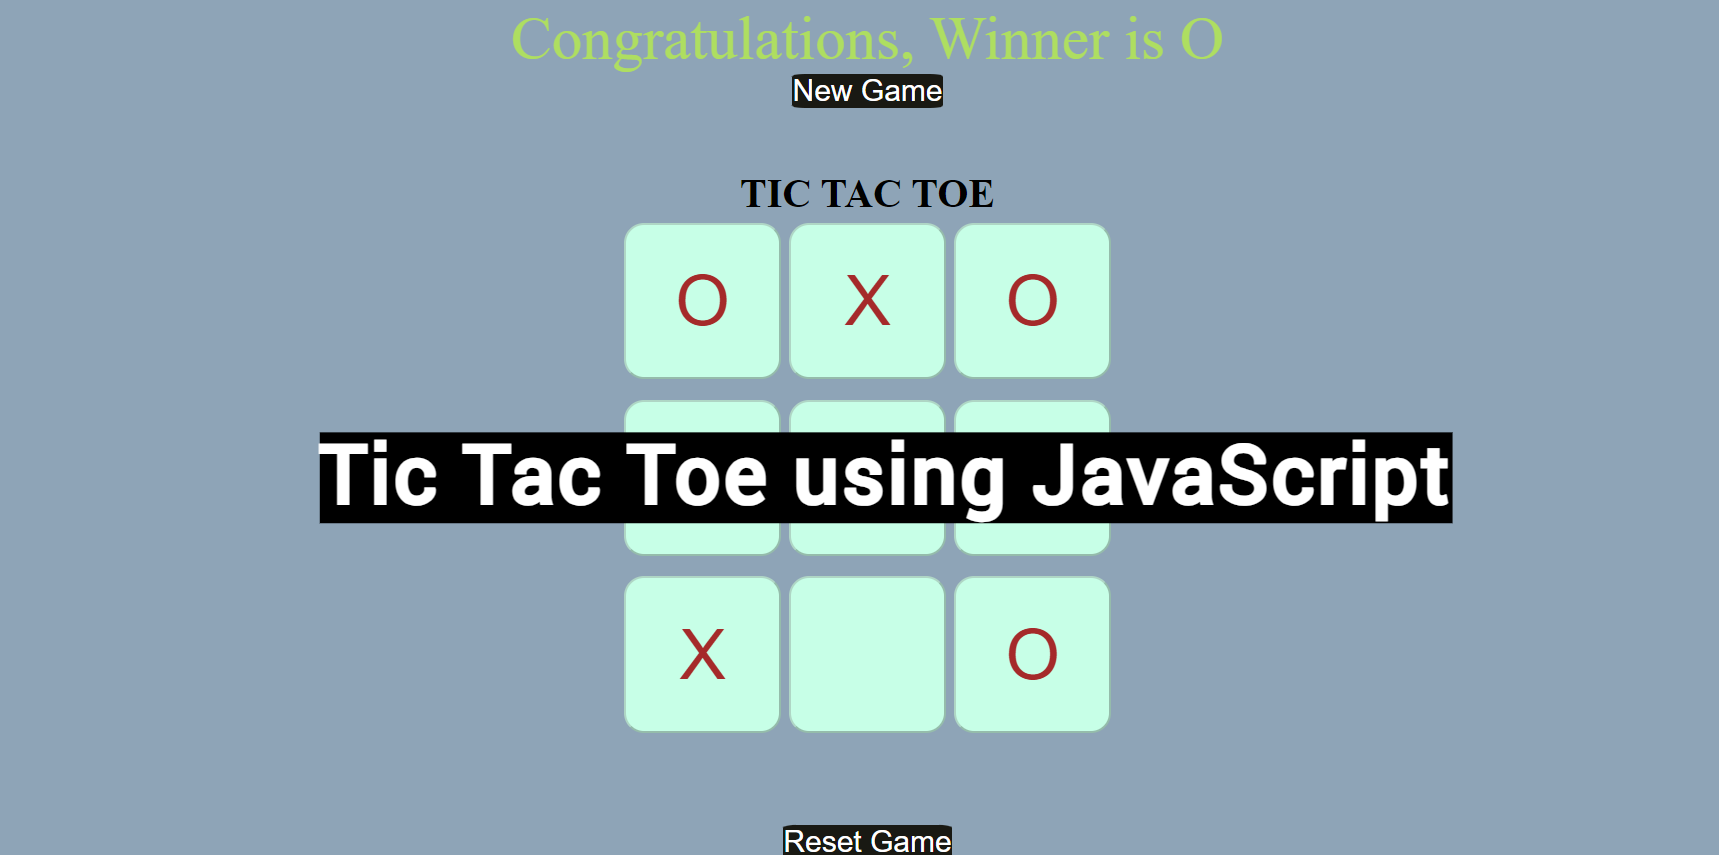 Congratulations, Winner is O
New Game
TIC TAC TOE
O X O
Tic Tac Toe using JavaScript
X O
Reset Game